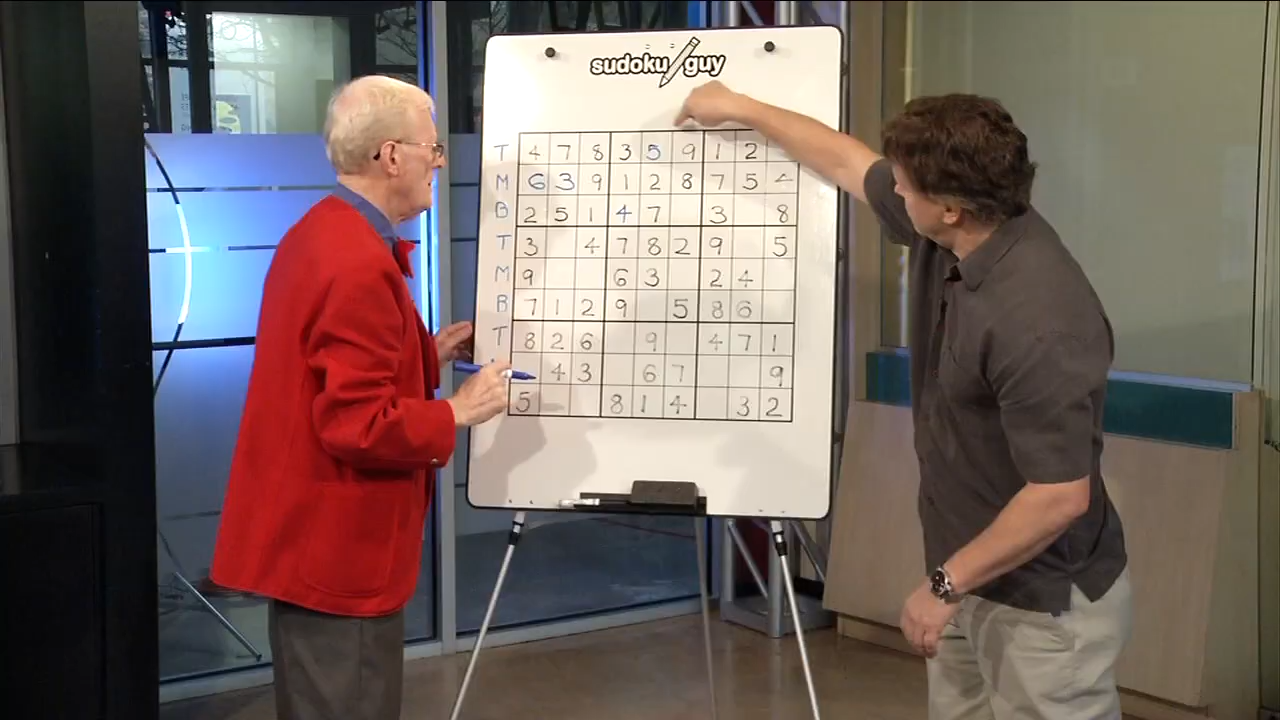 sudoku guy
T 4 7 8 3 5 9 1 2
M 6 3 9 1 2 8 7 5 4
B 2 5 1 4 7 3 8
T 3 4 7 8 2 9 5
M 9 6 3 2 4
B 7 1 2 9 5 8 6
T 8 2 6 9 4 7 1
4 3 6 7 9
5 8 1 4 3 2